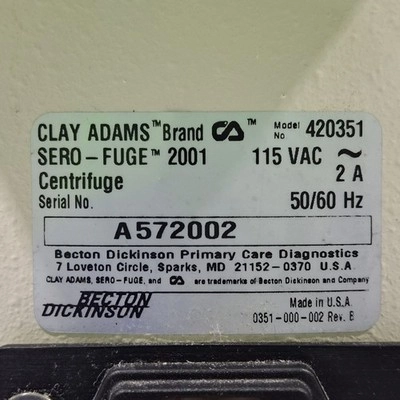 CLAY ADAMS™ Brand CA™ Model No 420351
SERO-FUGE™ 2001 115 VAC ~
Centrifuge 2 A
Serial No. 50/60 Hz
A572002
Becton Dickinson Primary Care Diagnostics
7 Loveton Circle, Sparks, MD 21152-0370 U.S.A.
CLAY ADAMS, SERO-FUGE, and CA are trademarks of Becton Dickinson and Company
BECTON Made in U.S.A.
DICKINSON 0351-000-002 Rev. B